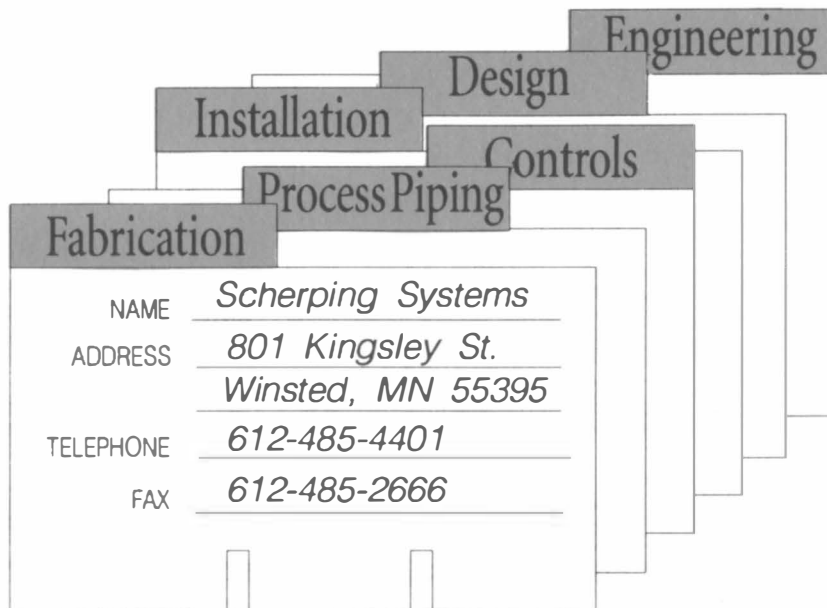 Engineering
Design
Installation
Controls
Process Piping
Fabrication
NAME Scherping Systems
ADDRESS 801 Kingsley St.
Winsted, MN 55395
TELEPHONE 612-485-4401
FAX 612-485-2666